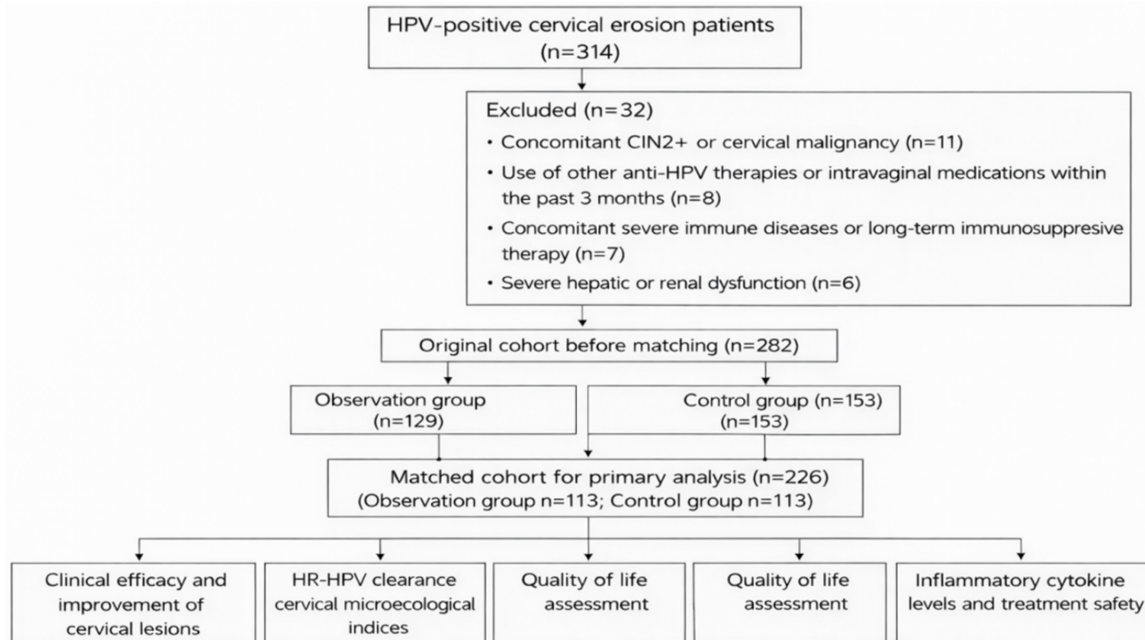 HPV-positive cervical erosion patients
(n=314)
Excluded (n=32)
• Concomitant CIN2+ or cervical malignancy (n=11)
• Use of other anti-HPV therapies or intravaginal medications within
the past 3 months (n=8)
• Concomitant severe immune diseases or long-term immunosuppresive
therapy (n=7)
• Severe hepatic or renal dysfunction (n=6)
Original cohort before matching (n=282)
Observation group
(n=129)
Control group (n=153)
(n=153)
Matched cohort for primary analysis (n=226)
(Observation group n=113; Control group n=113)
Clinical efficacy and
improvement of
cervical lesions
HR-HPV clearance
cervical microecological
indices
Quality of life
assessment
Quality of life
assessment
Inflammatory cytokine
levels and treatment safety